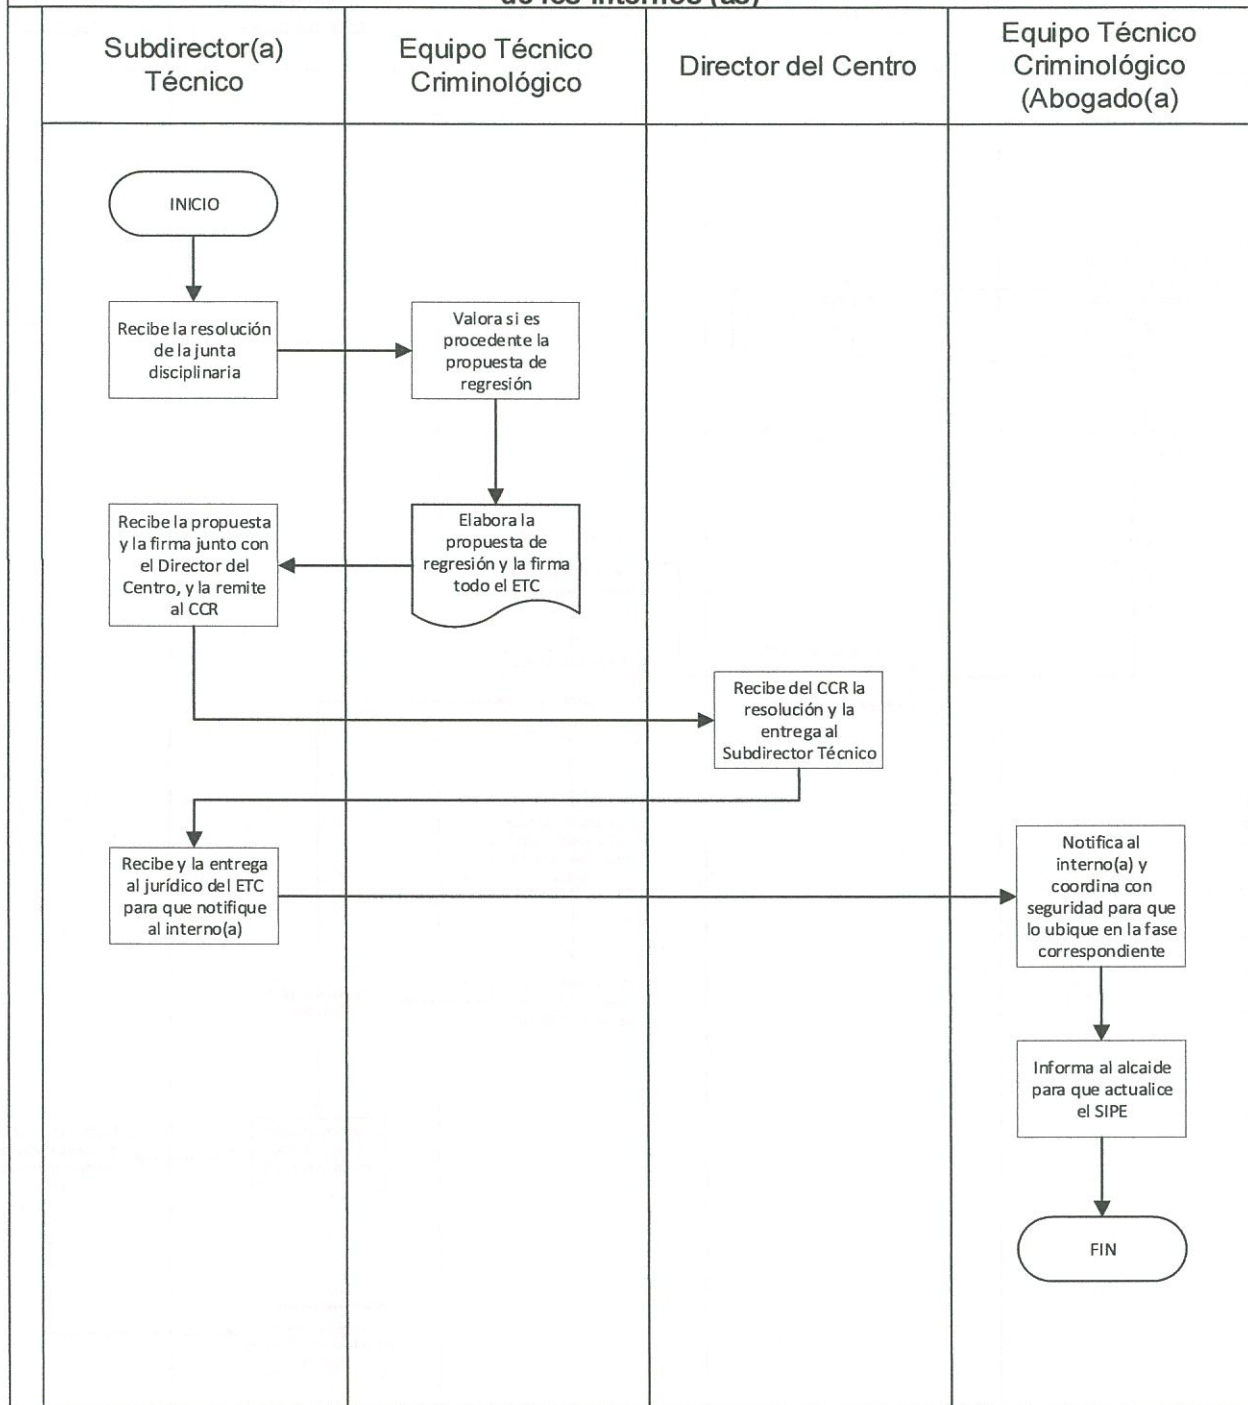 de los internos (as)
Subdirector(a)
Técnico
Equipo Técnico
Criminológico
Director del Centro
Equipo Técnico
Criminológico
(Abogado(a)
INICIO
Recibe la resolución
de la junta
disciplinaria
Valora si es
procedente la
propuesta de
regresión
Elabora la
propuesta de
regresión y la firma
todo el ETC
Recibe la propuesta
y la firma junto con
el Director del
Centro, y la remite
al CCR
Recibe del CCR la
resolución y la
entrega al
Subdirector Técnico
Recibe y la entrega
al jurídico del ETC
para que notifique
al interno(a)
Notifica al
interno(a) y
coordina con
seguridad para que
lo ubique en la fase
correspondiente
Informa al alcaide
para que actualice
el SIPE
FIN